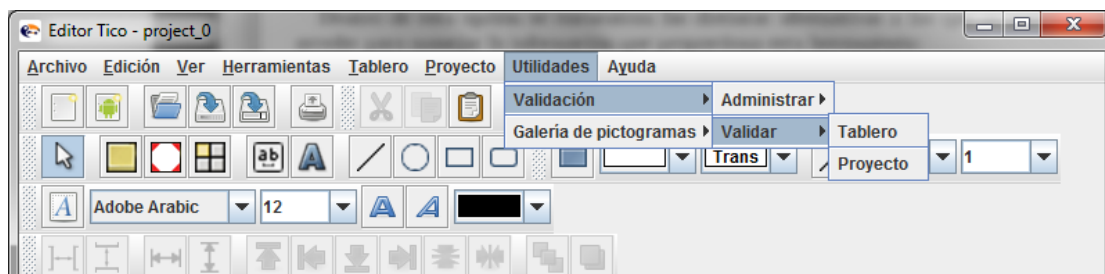 Editor Tico - project_0
Archivo Edición Ver Herramientas Tablero Proyecto Utilidades Ayuda
Validación Administrar
Galería de pictogramas Validar Tablero
Proyecto
ab A Trans 1
A Adobe Arabic 12 A A